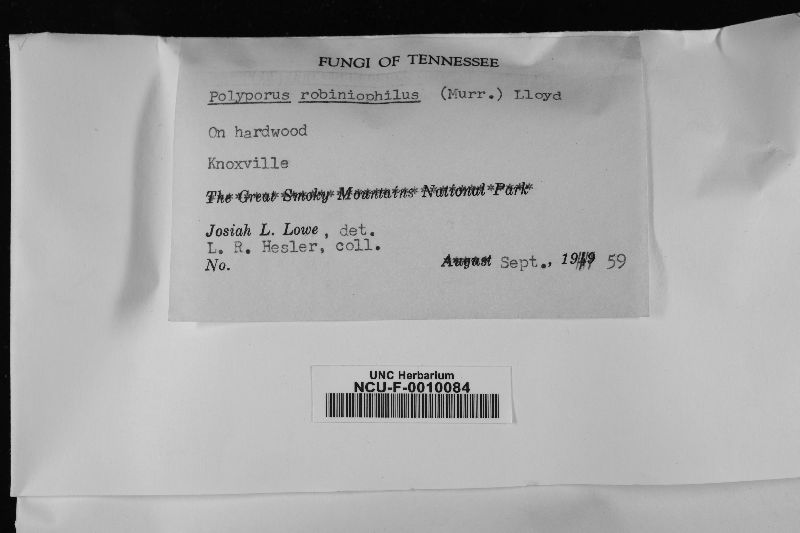 FUNGI OF TENNESSEE
Polyporus robiniophilus (Murr.) Lloyd
On hardwood
Knoxville
The Great Smoky Mountains National Park
Josiah L. Lowe, det.
L. R. Hesler, coll.
No. August Sept., 1949 59
UNC Herbarium
NCU-F-0010084